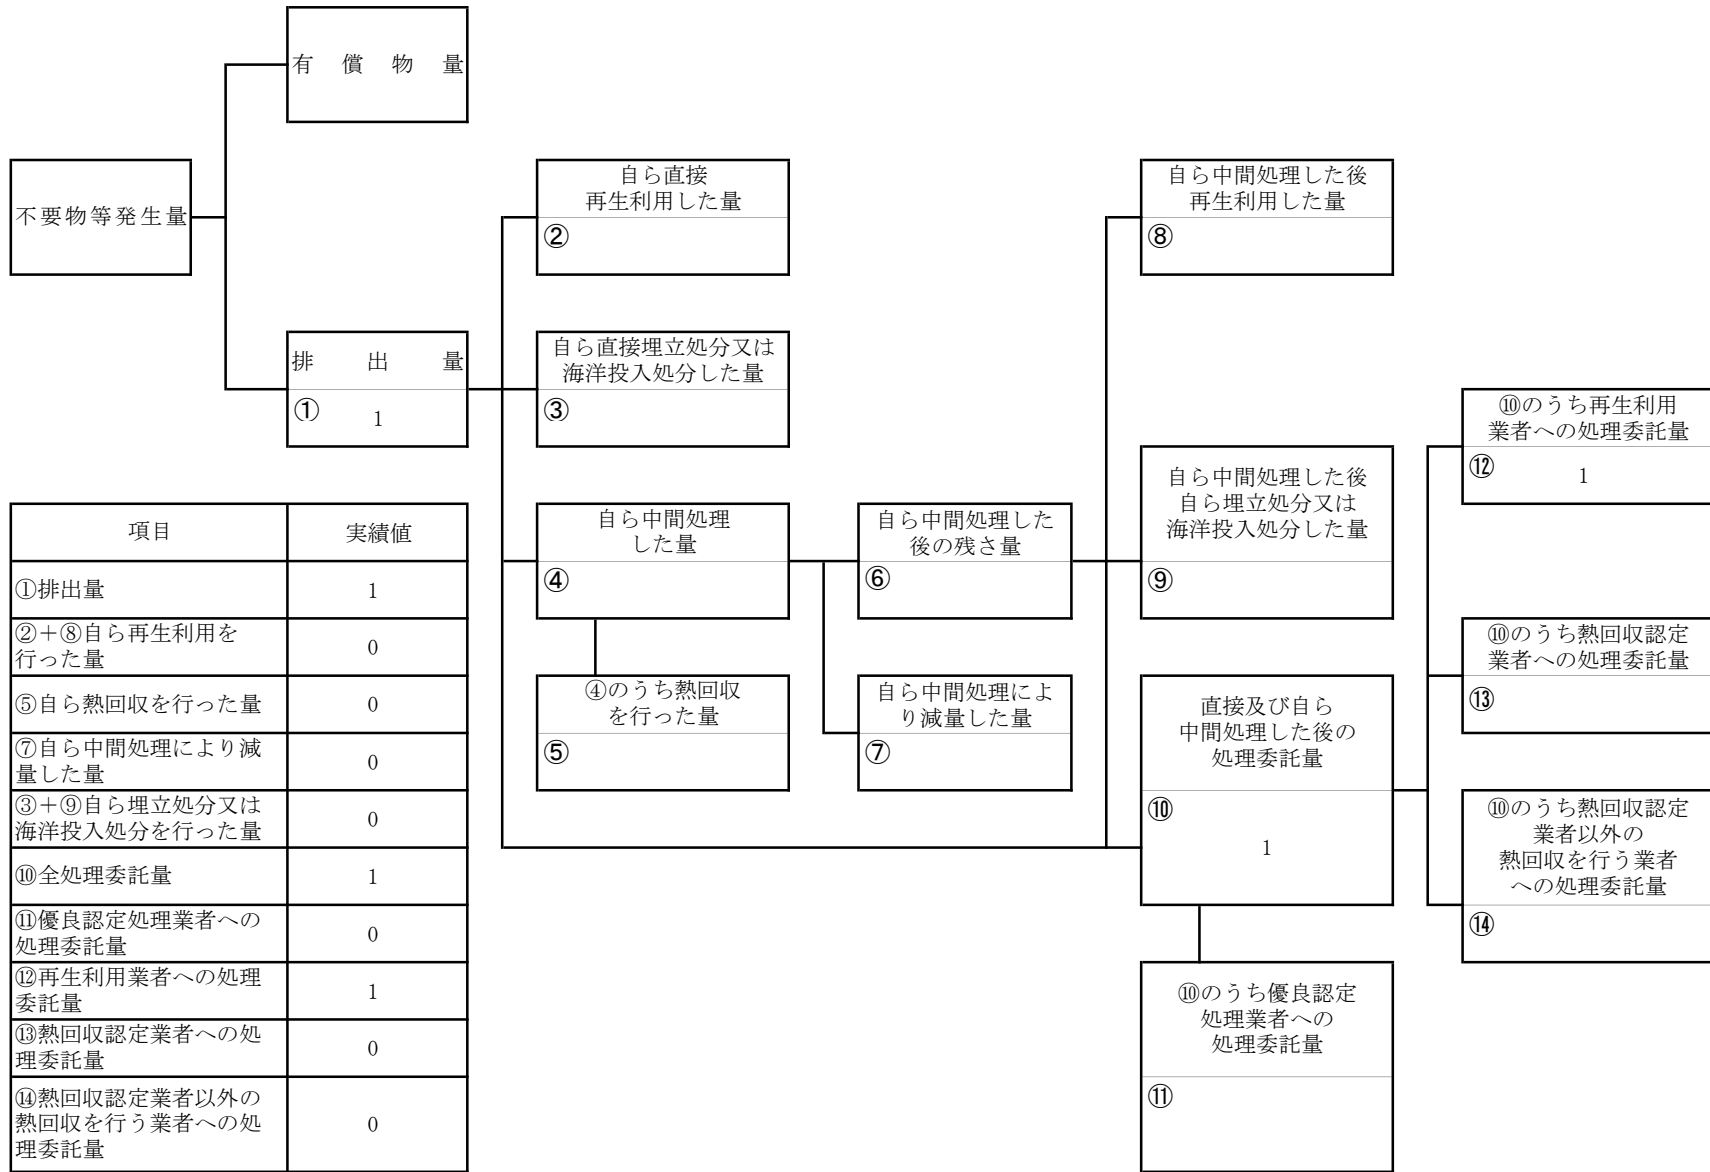 有償物量
不要物等発生量
排出量
①
1
自ら直接
再生利用した量
②
自ら直接埋立処分又は
海洋投入処分した量
③
自ら中間処理
した量
④
④のうち熱回収
を行った量
⑤
自ら中間処理した
後の残さ量
⑥
自ら中間処理によ
り減量した量
⑦
自ら中間処理した後
再生利用した量
⑧
自ら中間処理した後
自ら埋立処分又は
海洋投入処分した量
⑨
直接及び自ら
中間処理した後の
処理委託量
⑩
1
⑩のうち優良認定
処理業者への
処理委託量
⑪
⑩のうち再生利用
業者への処理委託量
⑫
1
⑩のうち熱回収認定
業者への処理委託量
⑬
⑩のうち熱回収認定
業者以外の
熱回収を行う業者
への処理委託量
⑭
項目 実績値
①排出量 1
②+⑧自ら再生利用を
行った量 0
⑤自ら熱回収を行った量 0
⑦自ら中間処理により減
量した量 0
③+⑨自ら埋立処分又は
海洋投入処分を行った量 0
⑩全処理委託量 1
⑪優良認定処理業者への
処理委託量 0
⑫再生利用業者への処理
委託量 1
⑬熱回収認定業者への処
理委託量 0
⑭熱回収認定業者以外の
熱回収を行う業者への処 0
理委託量